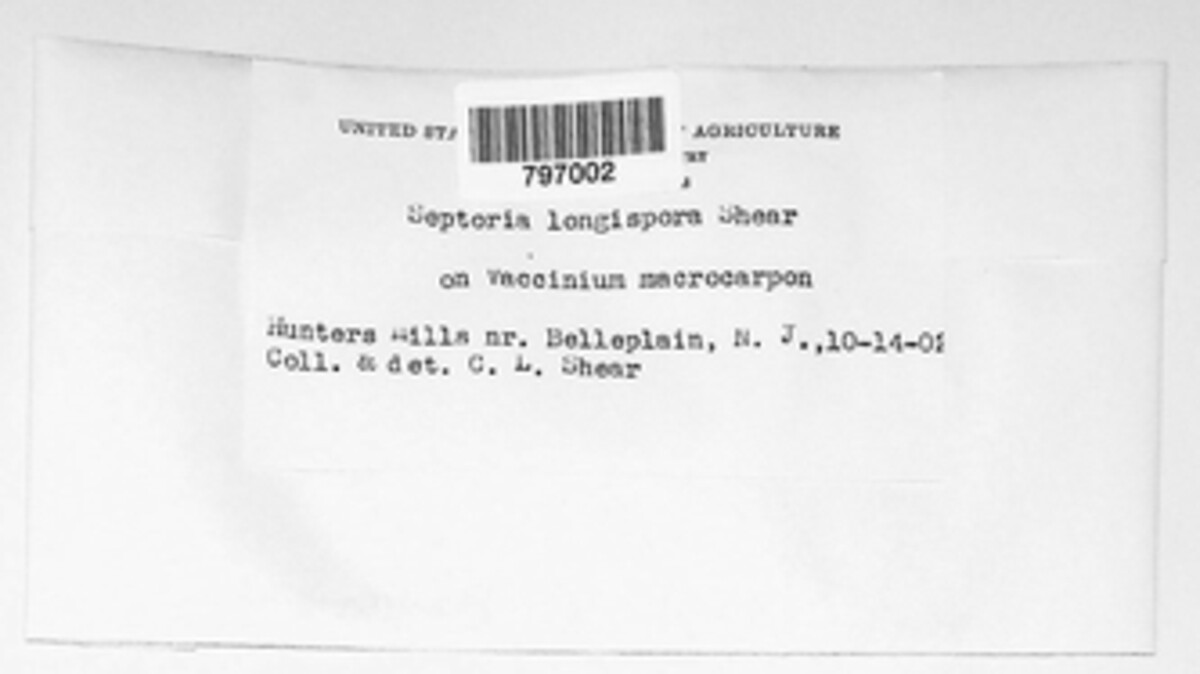 UNITED STA AGRICULTURE
797002
Septoria longispora Shear
on Vaccinium macrocarpon
Hunters Mills nr. Belleplain, N. J.,10-14-02
Coll. & det. C. L. Shear